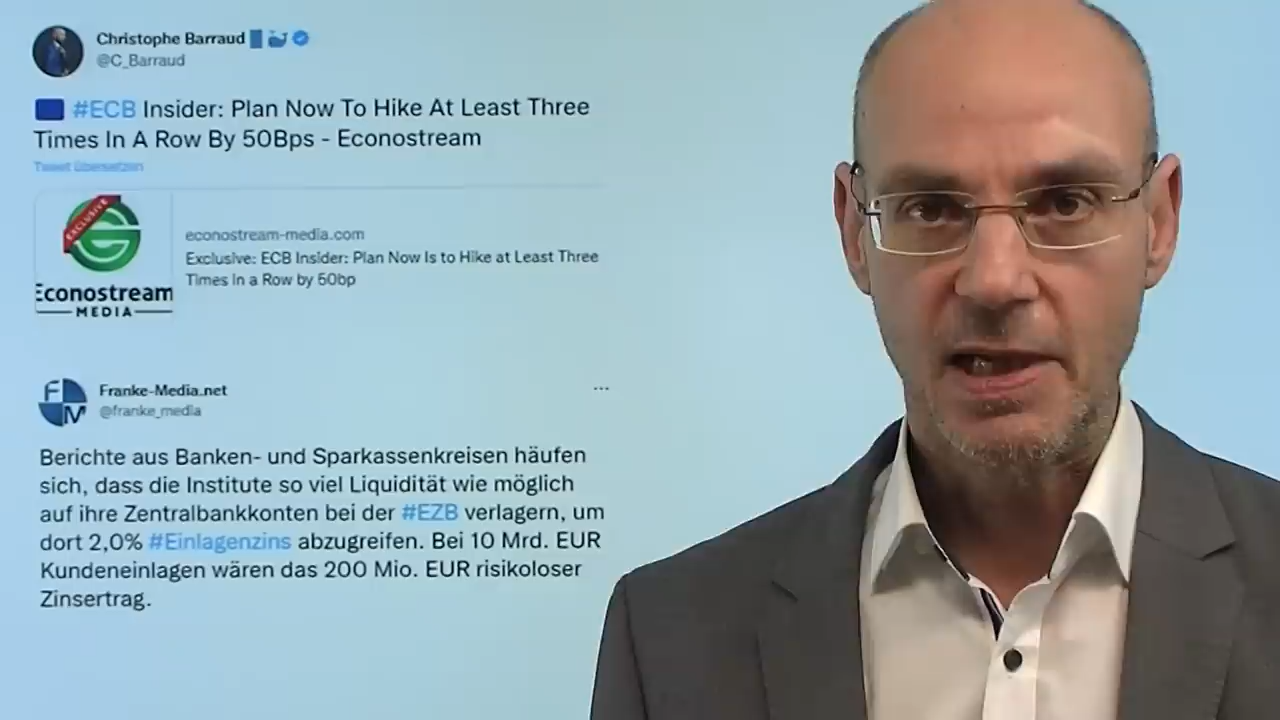 Christophe Barraud
@C_Barraud
#ECB Insider: Plan Now To Hike At Least Three
Times In A Row By 50Bps - Econostream
Tweet übersetzen
EXCLUSIVE
Econostream
MEDIA
econostream-media.com
Exclusive: ECB Insider: Plan Now Is to Hike at Least Three
Times In a Row by 50bp
FM
Franke-Media.net
@franke_media
...
Berichte aus Banken- und Sparkassenkreisen häufen
sich, dass die Institute so viel Liquidität wie möglich
auf ihre Zentralbankkonten bei der #EZB verlagern, um
dort 2,0% #Einlagenzins abzugreifen. Bei 10 Mrd. EUR
Kundeneinlagen wären das 200 Mio. EUR risikoloser
Zinsertrag.